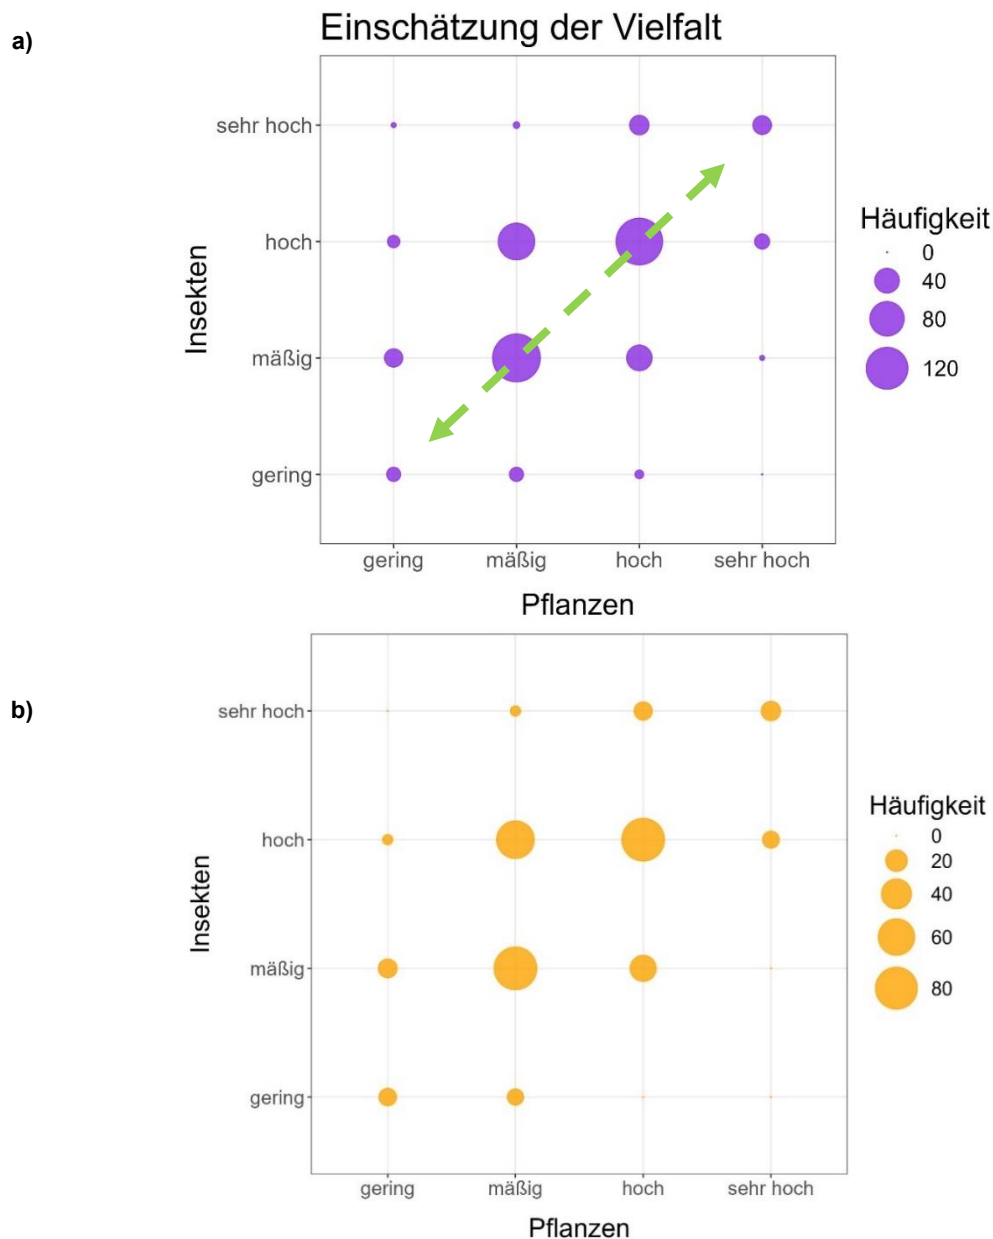 a)
Einschätzung der Vielfalt
sehr hoch
hoch
mäßig
gering
Insekten
gering mäßig hoch sehr hoch
Pflanzen
Häufigkeit
0
40
80
120
b)
sehr hoch
hoch
mäßig
gering
Insekten
gering mäßig hoch sehr hoch
Pflanzen
Häufigkeit
0
20
40
60
80